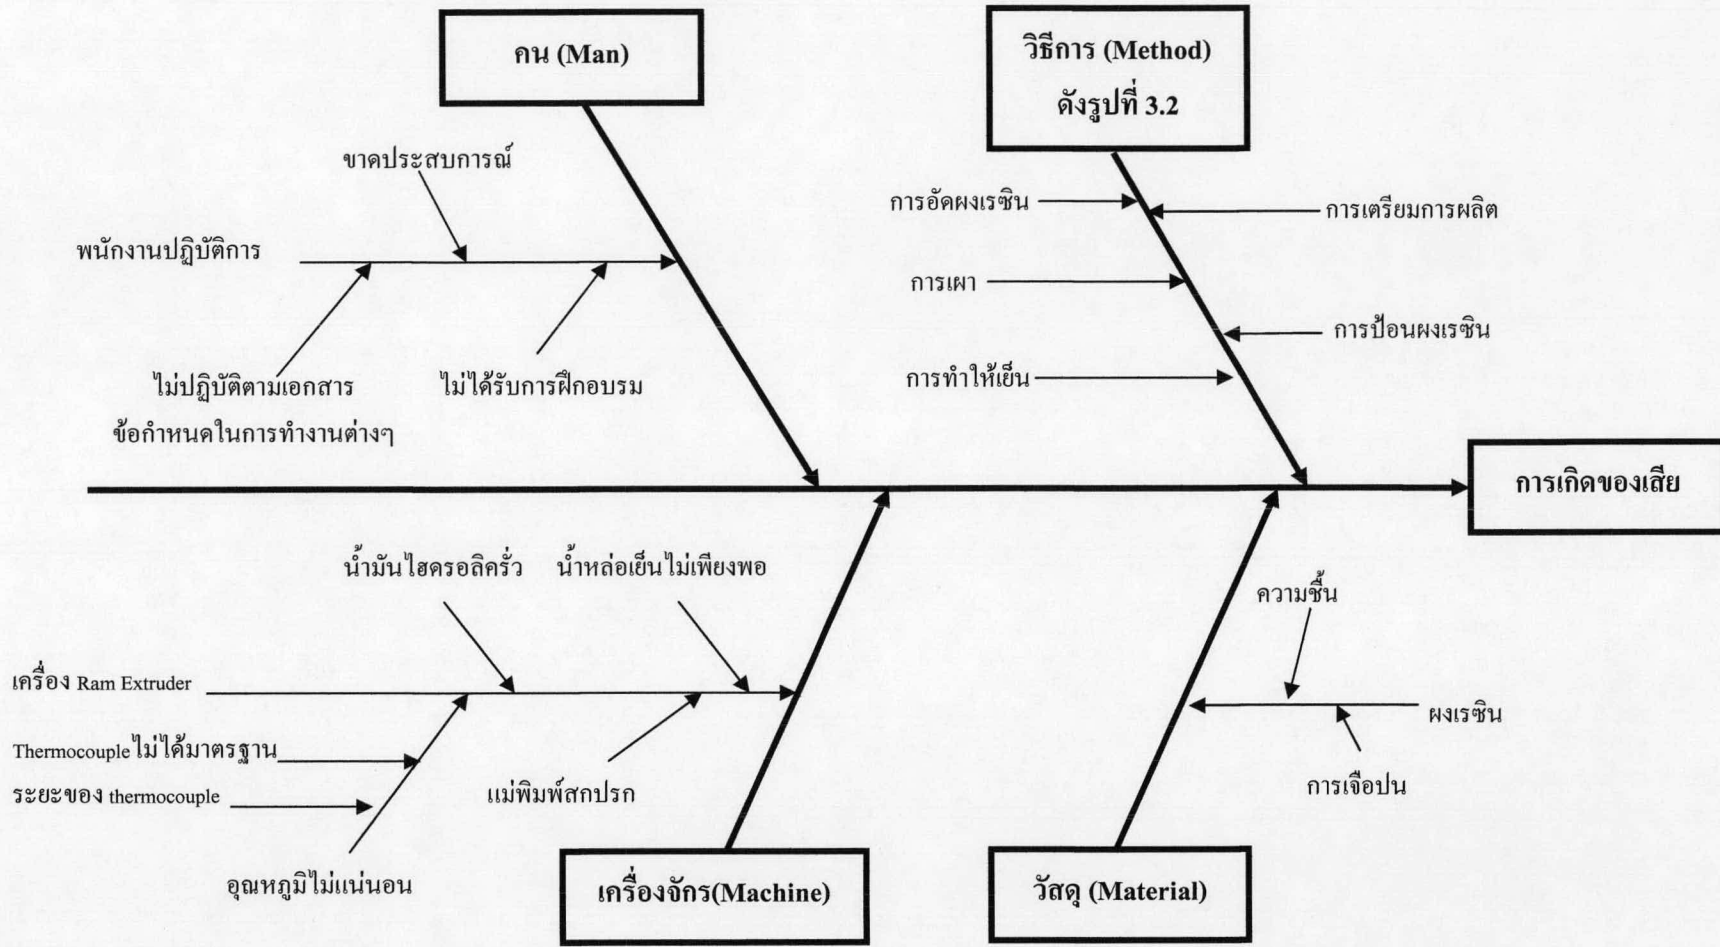 คน (Man)
วิธีการ (Method)
ดังรูปที่ 3.2
ขาดประสบการณ์
พนักงานปฏิบัติการ
ไม่ปฏิบัติตามเอกสาร
ข้อกำหนดในการทำงานต่างๆ
ไม่ได้รับการฝึกอบรม
การอัดผงเรซิน
การเตรียมการผลิต
การเผา
การป้อนผงเรซิน
การทำให้เย็น
การเกิดของเสีย
น้ำมันไฮดรอลิครั่ว
น้ำหล่อเย็นไม่เพียงพอ
เครื่อง Ram Extruder
Thermocouple ไม่ได้มาตรฐาน
ระยะของ thermocouple
อุณหภูมิไม่แน่นอน
แม่พิมพ์สกปรก
ความชื้น
ผงเรซิน
การเจือปน
เครื่องจักร(Machine)
วัสดุ (Material)